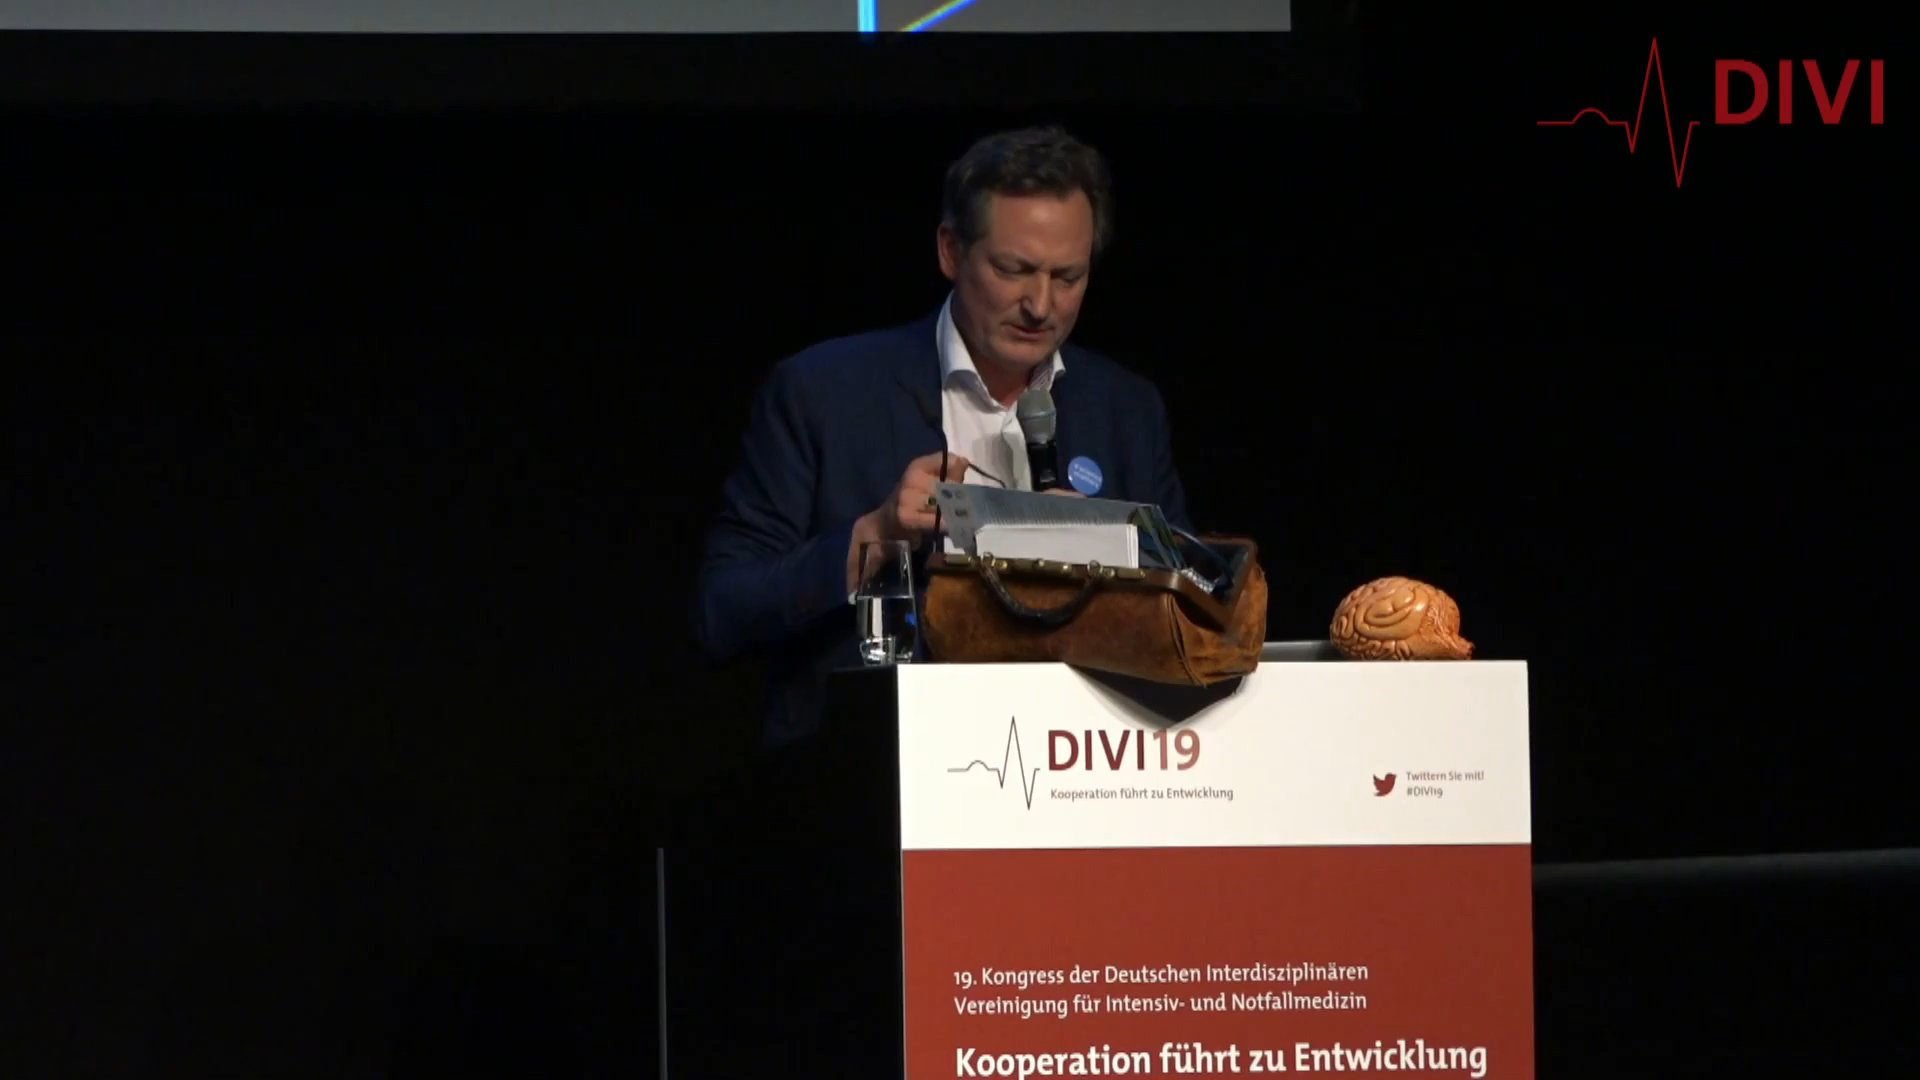 DIVI
DIVI19
Kooperation führt zu Entwicklung
Twittern Sie mit!
#DIVI19
19. Kongress der Deutschen Interdisziplinären
Vereinigung für Intensiv- und Notfallmedizin
Kooperation führt zu Entwicklung